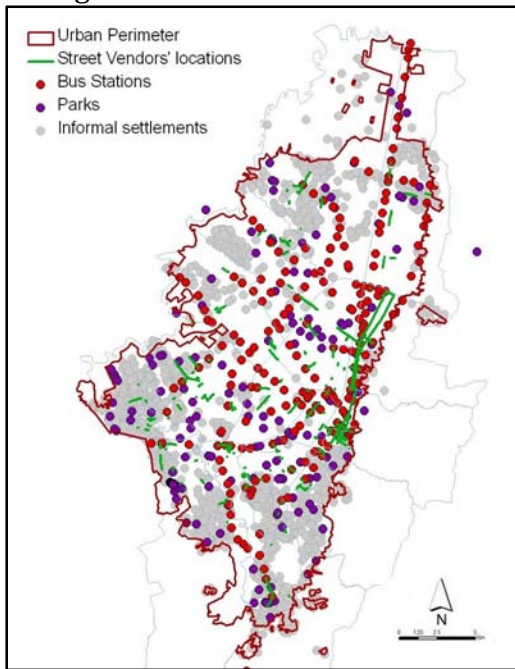 Urban Perimeter
Street Vendors' locations
Bus Stations
Parks
Informal settlements
N